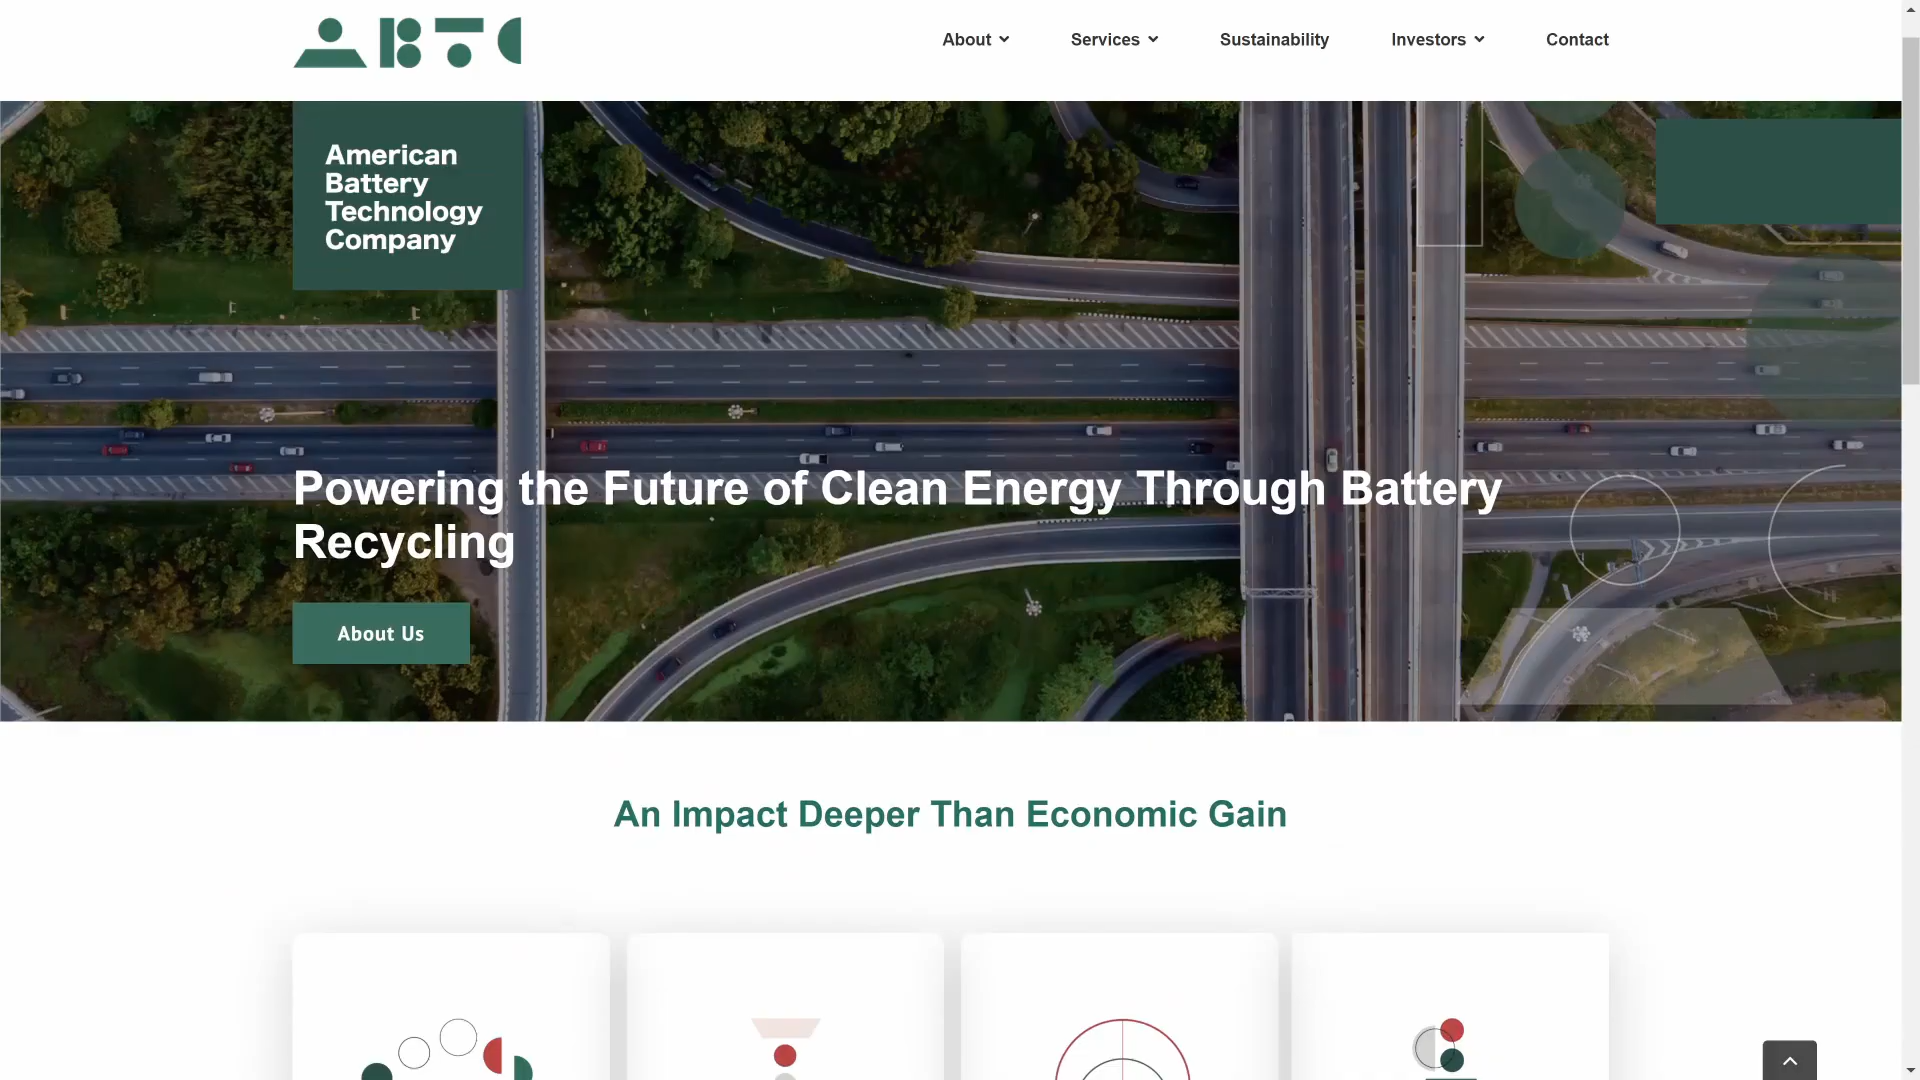 ABTC
About
Services
Sustainability
Investors
Contact
American
Battery
Technology
Company
Powering the Future of Clean Energy Through Battery
Recycling
About Us
An Impact Deeper Than Economic Gain